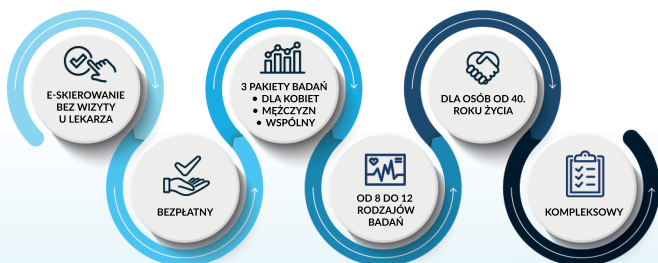 E-SKIEROWANIE
BEZ WIZYTY
U LEKARZA
BEZPŁATNY
3 PAKIETY BADAŃ
• DLA KOBIET
• MĘŻCZYZN
• WSPÓLNY
OD 8 DO 12
RODZAJÓW
BADAŃ
DLA OSÓB OD 40.
ROKU ŻYCIA
KOMPLEKSOWY